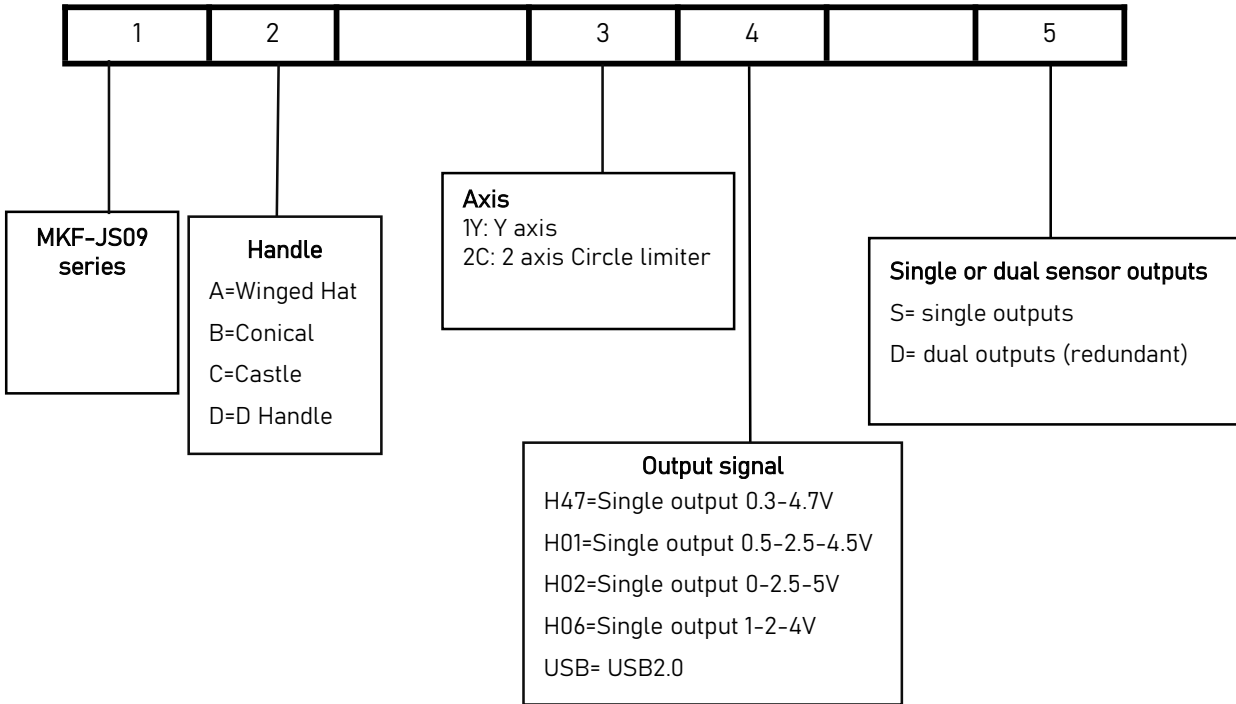 1 2 3 4 5
MKF-JS09
series
Handle
A=Winged Hat
B=Conical
C=Castle
D=D Handle
Axis
1Y: Y axis
2C: 2 axis Circle limiter
Output signal
H47=Single output 0.3-4.7V
H01=Single output 0.5-2.5-4.5V
H02=Single output 0-2.5-5V
H06=Single output 1-2-4V
USB= USB2.0
Single or dual sensor outputs
S= single outputs
D= dual outputs (redundant)